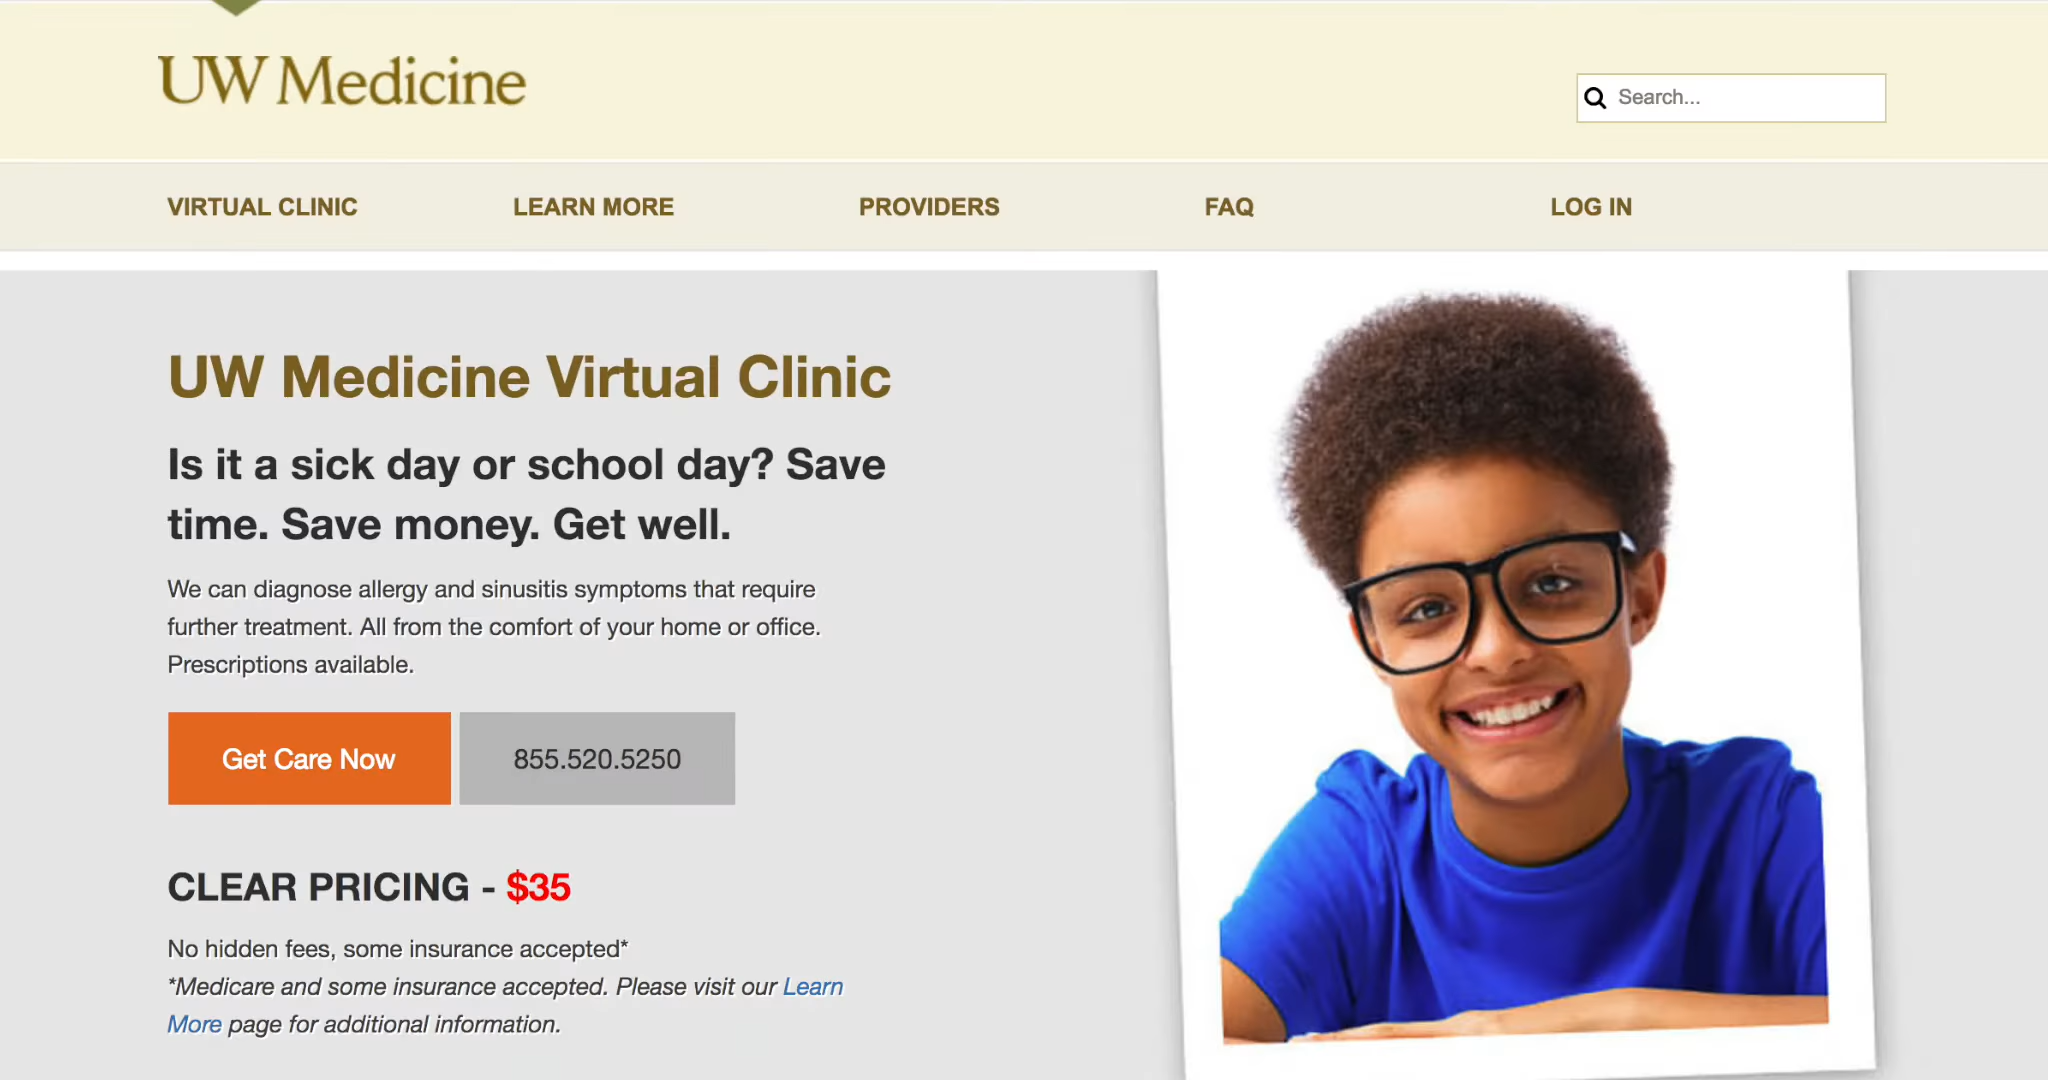 UW Medicine
Search...
VIRTUAL CLINIC
LEARN MORE
PROVIDERS
FAQ
LOG IN
UW Medicine Virtual Clinic
Is it a sick day or school day? Save
time. Save money. Get well.
We can diagnose allergy and sinusitis symptoms that require
further treatment. All from the comfort of your home or office.
Prescriptions available.
Get Care Now
855.520.5250
CLEAR PRICING - $35
No hidden fees, some insurance accepted*
*Medicare and some insurance accepted. Please visit our Learn
More page for additional information.